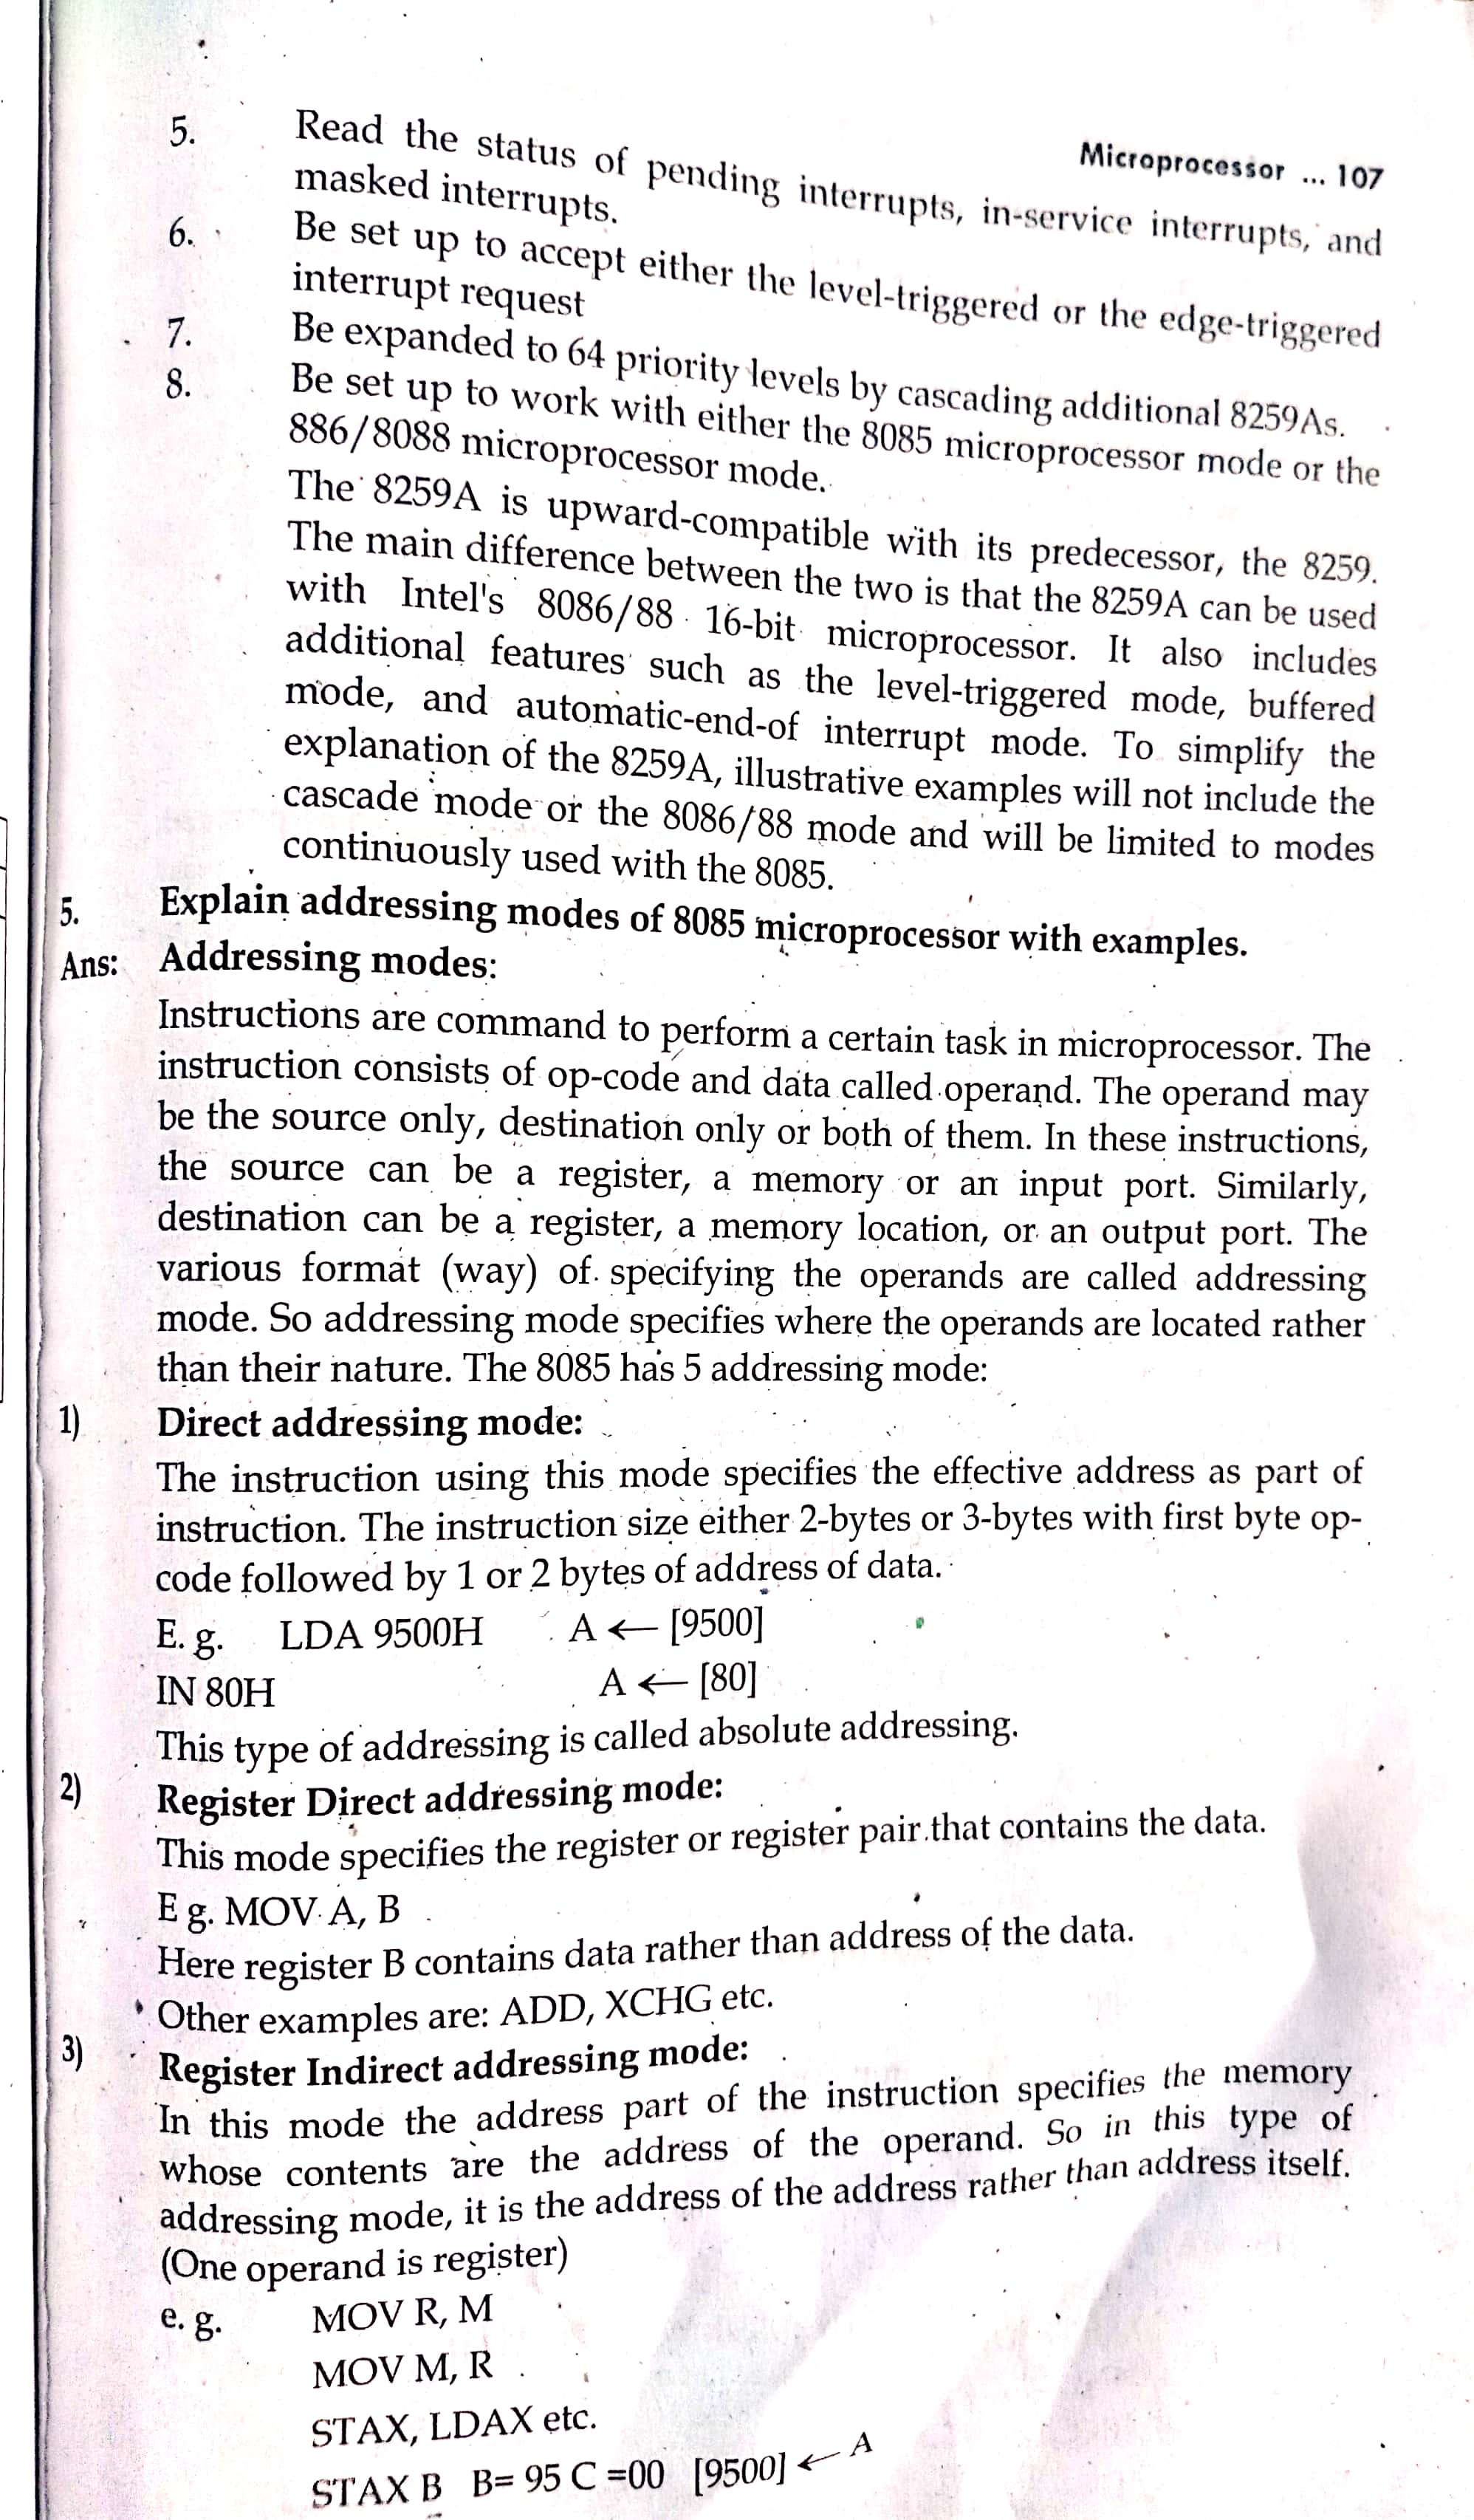 Microprocessor ... 107
5. Read the status of pending interrupts, in-service interrupts, and
masked interrupts.
6. Be set up to accept either the level-triggered or the edge-triggered
interrupt request
7. Be expanded to 64 priority levels by cascading additional 8259As.
8. Be set up to work with either the 8085 microprocessor mode or the
886/8088 microprocessor mode.
The 8259A is upward-compatible with its predecessor, the 8259.
The main difference between the two is that the 8259A can be used
with Intel's 8086/88 16-bit microprocessor. It also includes
additional features such as the level-triggered mode, buffered
mode, and automatic-end-of interrupt mode. To simplify the
explanation of the 8259A, illustrative examples will not include the
cascade mode or the 8086/88 mode and will be limited to modes
continuously used with the 8085.
5. Explain addressing modes of 8085 microprocessor with examples.
Ans: Addressing modes:
Instructions are command to perform a certain task in microprocessor. The
instruction consists of op-code and data called operand. The operand may
be the source only, destination only or both of them. In these instructions,
the source can be a register, a memory or an input port. Similarly,
destination can be a register, a memory location, or an output port. The
various format (way) of specifying the operands are called addressing
mode. So addressing mode specifies where the operands are located rather
than their nature. The 8085 has 5 addressing mode:
1) Direct addressing mode:
The instruction using this mode specifies the effective address as part of
instruction. The instruction size either 2-bytes or 3-bytes with first byte op-
code followed by 1 or 2 bytes of address of data.
E. g. LDA 9500H A ← [9500]
IN 80H A ← [80]
This type of addressing is called absolute addressing.
2) Register Direct addressing mode:
This mode specifies the register or register pair that contains the data.
E g. MOV A, B
Here register B contains data rather than address of the data.
Other examples are: ADD, XCHG etc.
3) Register Indirect addressing mode:
In this mode the address part of the instruction specifies the memory
whose contents are the address of the operand. So in this type of
addressing mode, it is the address of the address rather than address itself.
(One operand is register)
e. g. MOV R, M
MOV M, R
STAX, LDAX etc.
STAX B B= 95 C =00 [9500] ← A